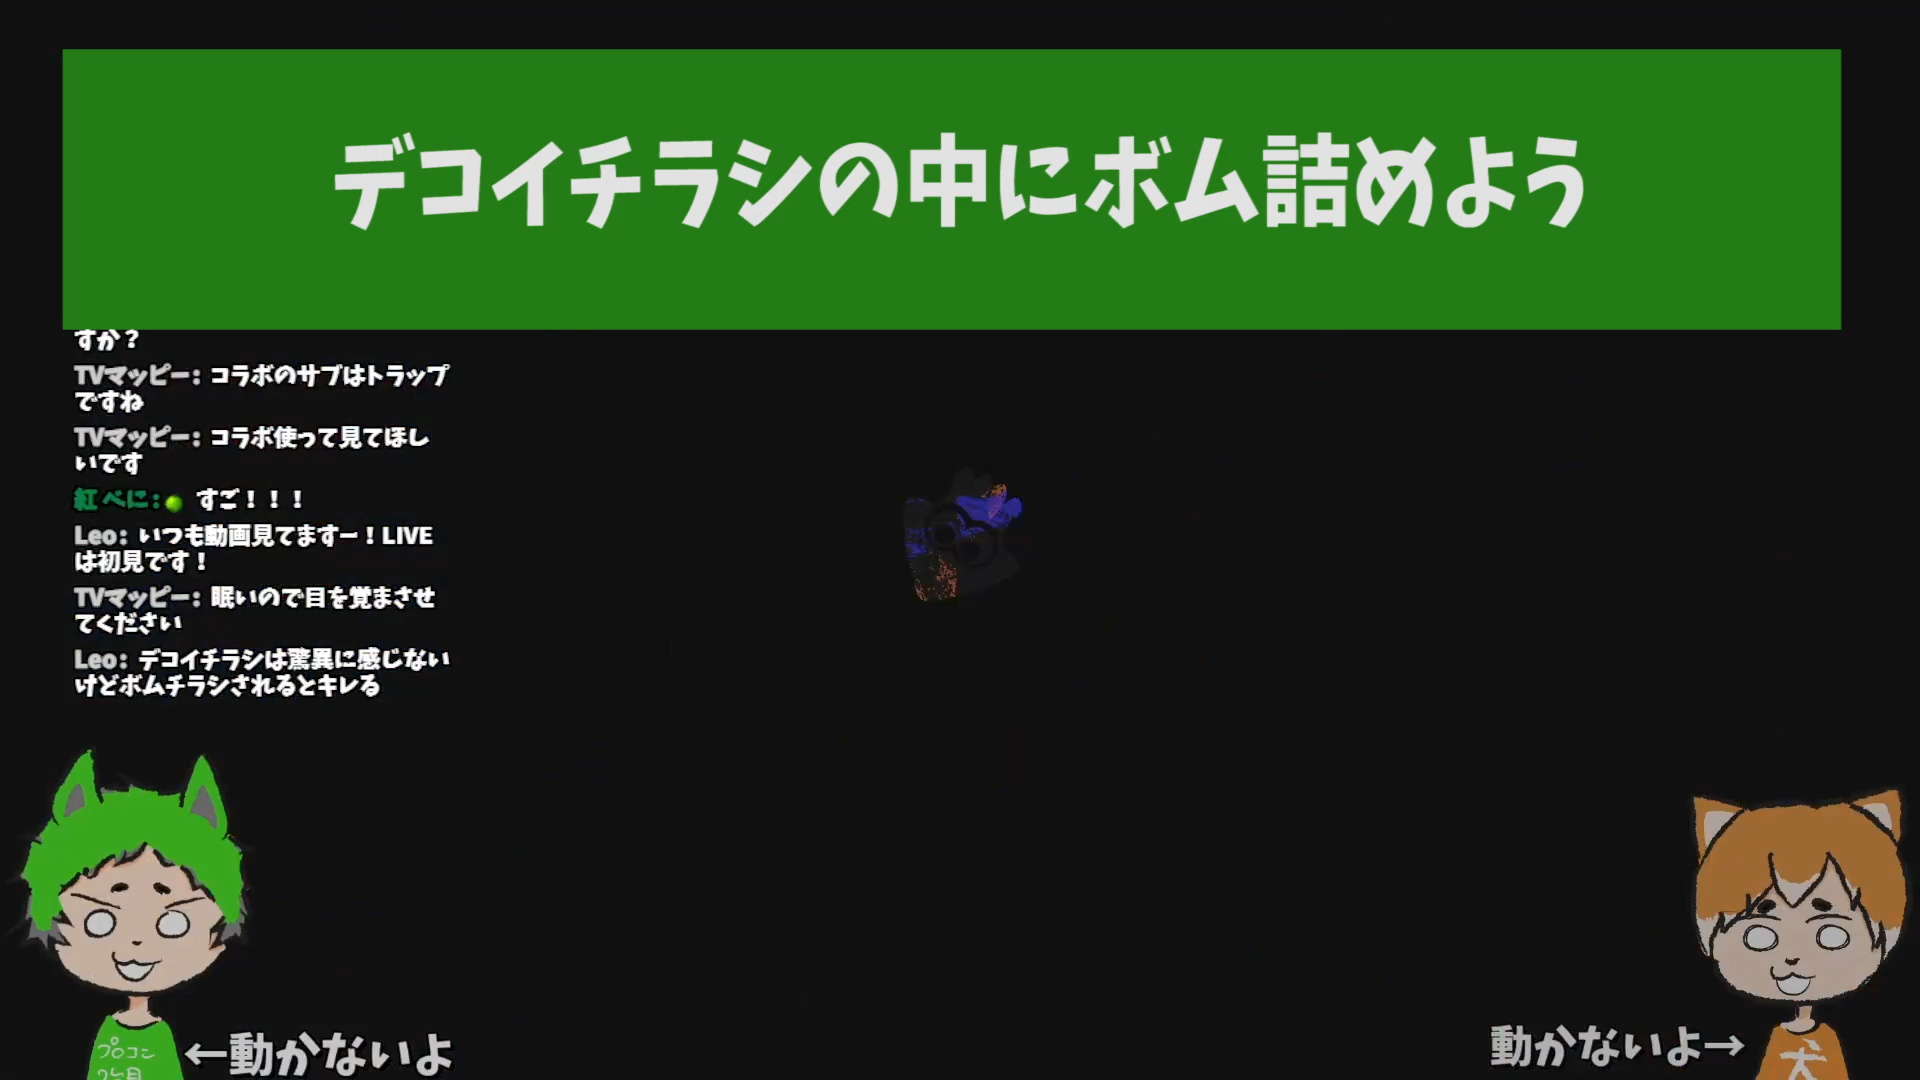 デコイチラシの中にボム詰めよう
すか？
TVマッピー: コラボのサブはトラップ
ですね
TVマッピー: コラボ使って見てほし
いです
紅べに: すご！！！
Leo: いつも動画見てますー！LIVE
は初見です！
TVマッピー: 眠いので目を覚まさせ
てください
Leo: デコイチラシは驚異に感じない
けどボムチラシされるとキレる
←動かないよ
動かないよ→
プロコン
犬